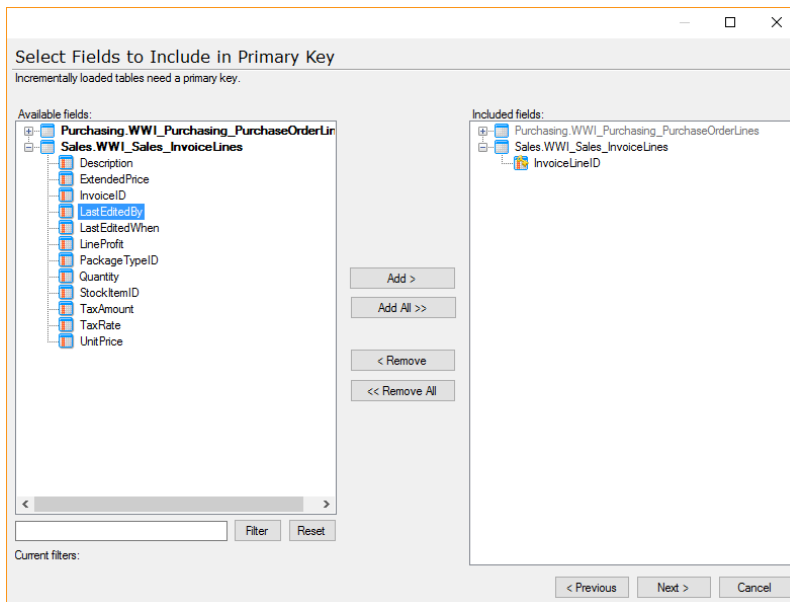 Select Fields to Include in Primary Key
Incrementally loaded tables need a primary key.
Available fields:
Purchasing.WWI_Purchasing_PurchaseOrderLin
Sales.WWI_Sales_InvoiceLines
Description
ExtendedPrice
InvoiceID
LastEditedBy
LastEditedWhen
LineProfit
PackageTypeID
Quantity
StockItemID
TaxAmount
TaxRate
UnitPrice
Filter
Reset
Current filters:
Add >
Add All >>
< Remove
<< Remove All
Included fields:
Purchasing.WWI_Purchasing_PurchaseOrderLines
Sales.WWI_Sales_InvoiceLines
InvoiceLineID
< Previous
Next >
Cancel